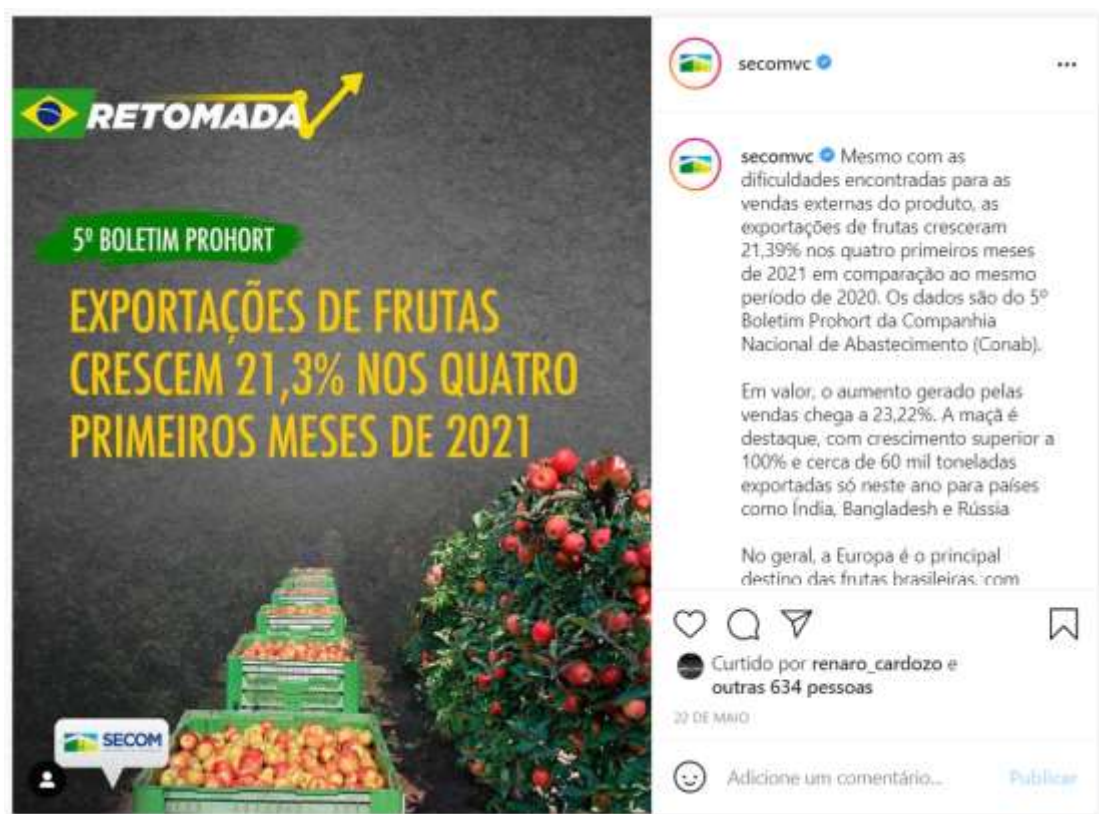 RETOMADA
5º BOLETIM PROHORT
EXPORTAÇÕES DE FRUTAS
CRESCEM 21,3% NOS QUATRO
PRIMEIROS MESES DE 2021
SECOM
secomvc
secomvc Mesmo com as
dificuldades encontradas para as
vendas externas do produto, as
exportações de frutas cresceram
21,39% nos quatro primeiros meses
de 2021 em comparação ao mesmo
período de 2020. Os dados são do 5º
Boletim Prohort da Companhia
Nacional de Abastecimento (Conab).
Em valor, o aumento gerado pelas
vendas chega a 23,22%. A maçã é
destaque, com crescimento superior a
100% e cerca de 60 mil toneladas
exportadas só neste ano para países
como Índia, Bangladesh e Rússia
No geral, a Europa é o principal
destino das frutas brasileiras, com
Curtido por renaro_cardozo e
outras 634 pessoas
22 DE MAIO
Adicione um comentário...
Publicar